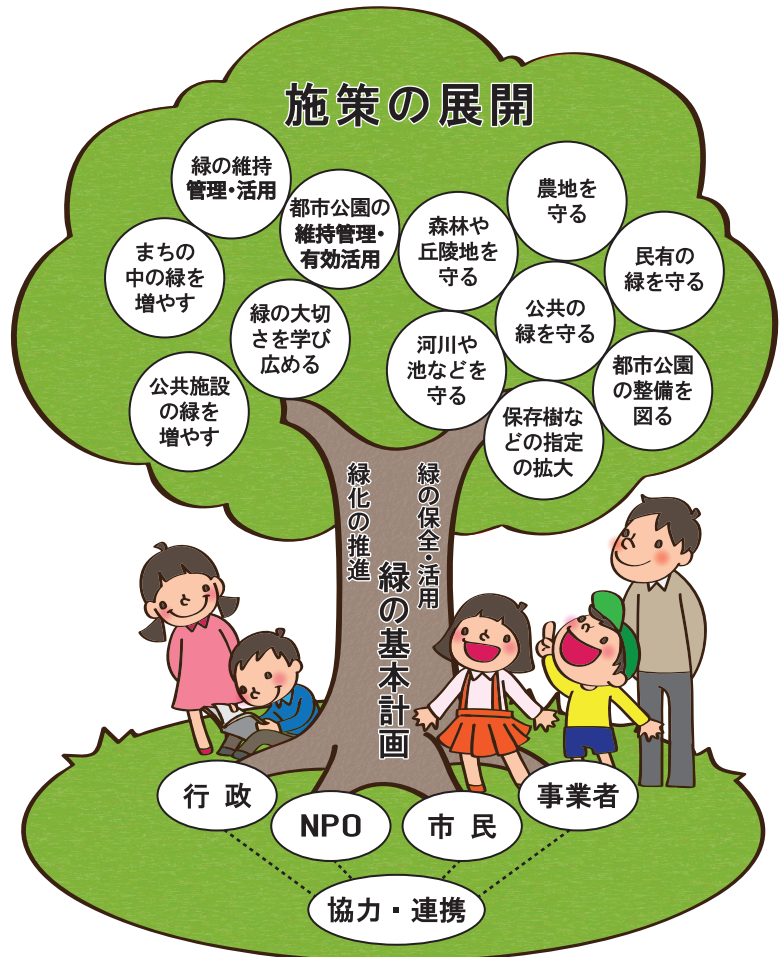 施策の展開
緑の維持
管理・活用
都市公園の
維持管理・
有効活用
まちの
中の緑を
増やす
緑の大切
さを学び
広める
公共施設
の緑を
増やす
森林や
丘陵地を
守る
農地を
守る
民有の
緑を守る
公共の
緑を守る
河川や
池などを
守る
都市公園
の整備を
図る
保存樹な
どの指定
の拡大
緑化の推進
緑の保全・活用
緑の基本計画
行政
NPO
市民
事業者
協力・連携